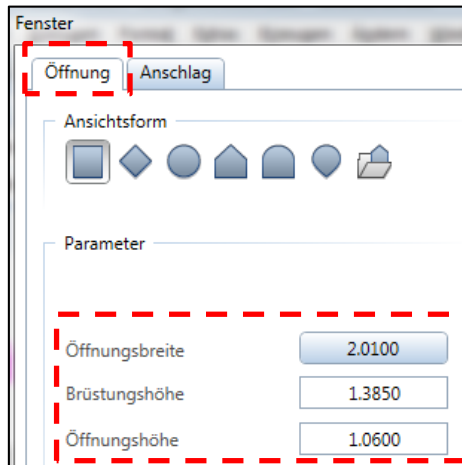 Fenster
Öffnung Anschlag
Ansichtsform
Parameter
Öffnungsbreite 2.0100
Brüstungshöhe 1.3850
Öffnungshöhe 1.0600